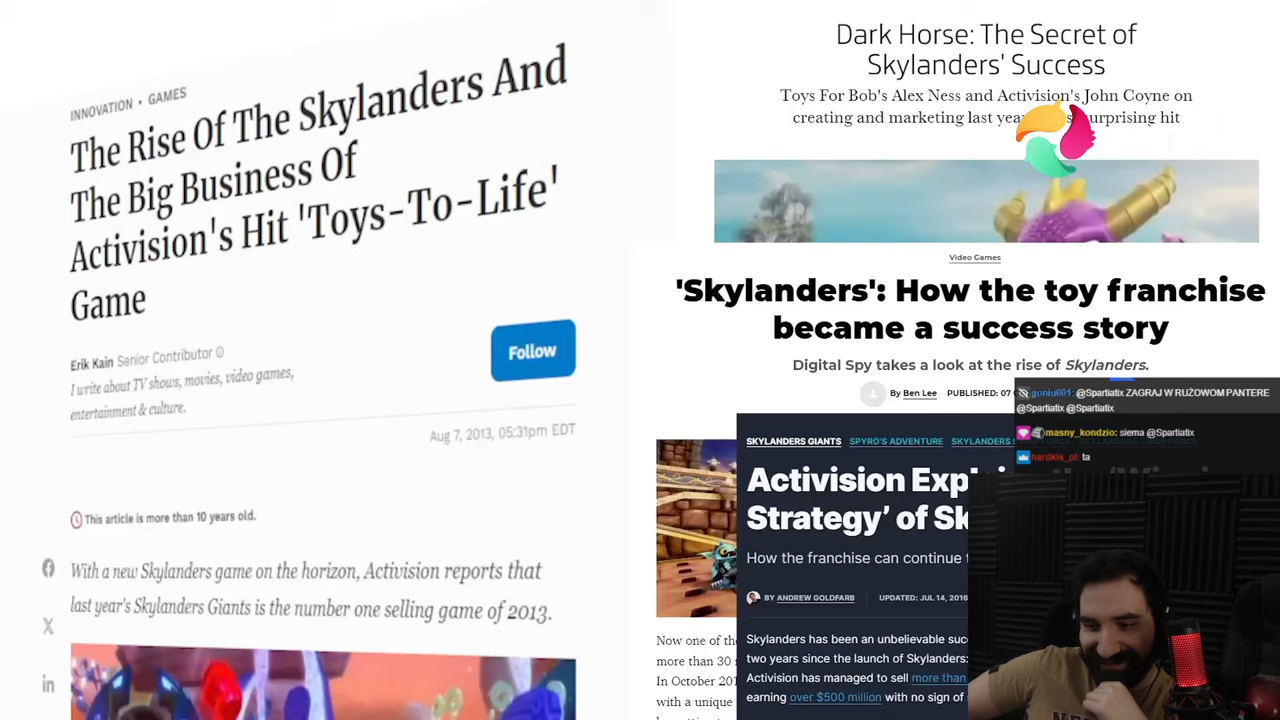 INNOVATION • GAMES
The Rise Of The Skylanders And
The Big Business Of
Activision's Hit 'Toys-To-Life'
Game
Erik Kain Senior Contributor
I write about TV shows, movies, video games,
entertainment & culture.
Follow
Aug 7, 2013, 05:31pm EDT
This article is more than 10 years old.
With a new Skylanders game on the horizon, Activision reports that
last year's Skylanders Giants is the number one selling game of 2013.
Dark Horse: The Secret of
Skylanders' Success
Toys For Bob's Alex Ness and Activision's John Coyne on
creating and marketing last surprising hit
Video Games
'Skylanders': How the toy franchise
became a success story
Digital Spy takes a look at the rise of Skylanders.
By Ben Lee PUBLISHED: 07
goniu001: @Spartiatix ZAGRAJ W RUŻOWOM PANTERE
@Spartiatix @Spartiatix
masny_kondzio: siema @Spartiatix
hardkis_pl: ta
SKYLANDERS GIANTS SPYRO'S ADVENTURE SKYLANDERS
Activision
Strategy' of
How the franchise can continue
BY ANDREW GOLDFARB UPDATED: JUL 14, 2016
Skylanders has been an unbelievable
two years since the launch of Skylanders:
Activision has managed to sell more than
earning over $500 million with no sign of
Now one of the
more than 30
In October
with a unique